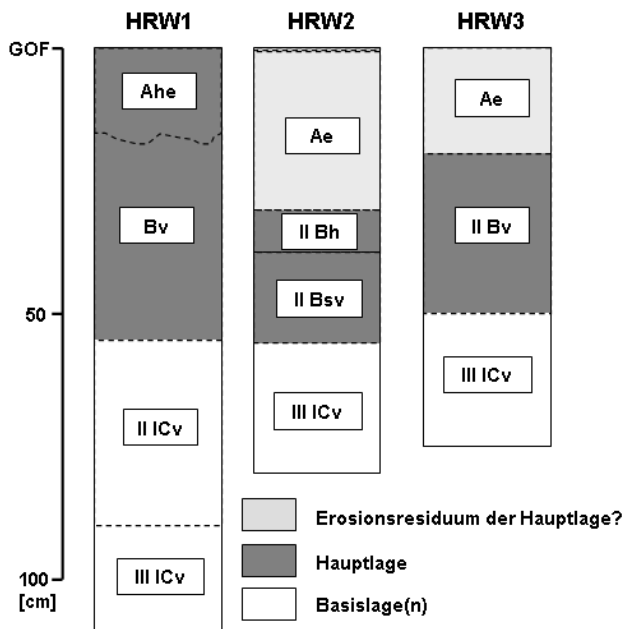 HRW1 HRW2 HRW3
GOF
Ahe
Ae
Ae
Bv
II Bh
II Bv
II Bsv
50
III ICv
III ICv
II ICv
Erosionsresiduum der Hauptlage?
Hauptlage
III ICv
100
[cm]
Basislage(n)